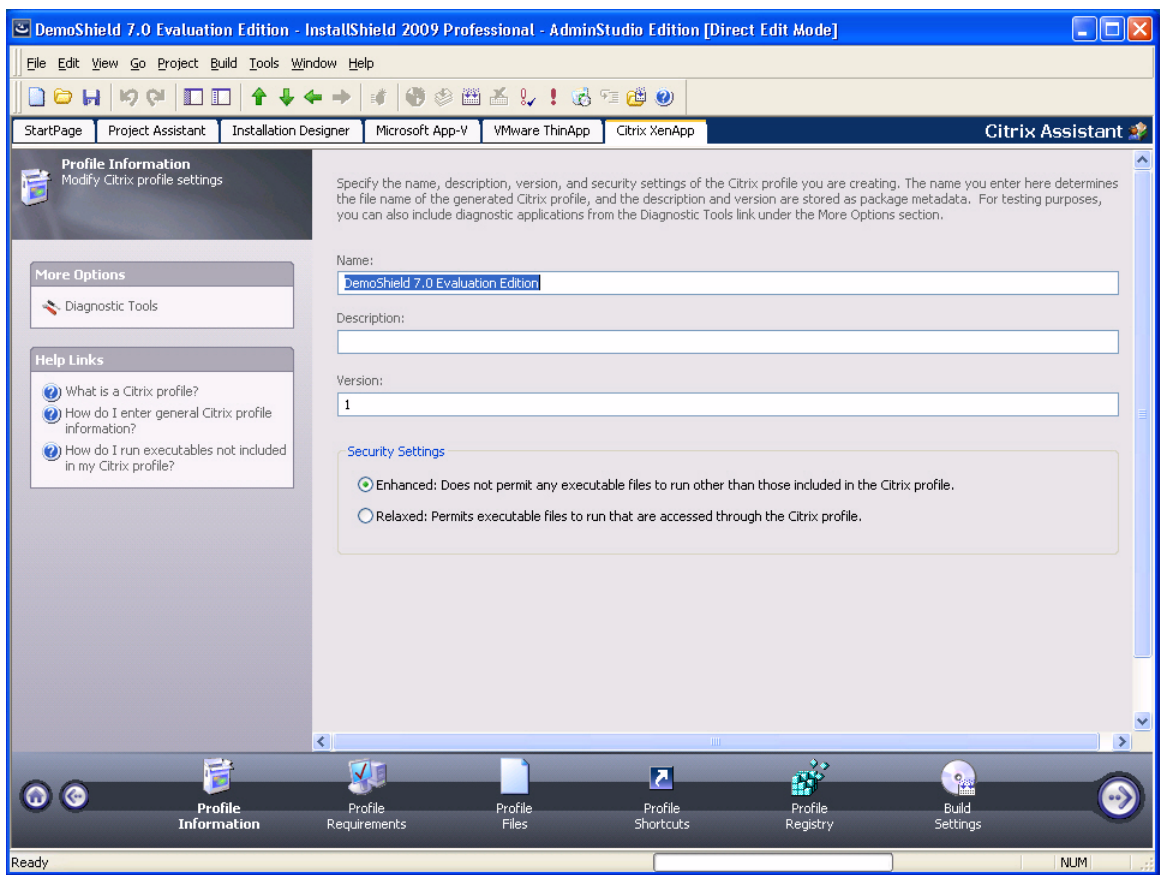 DemoShield 7.0 Evaluation Edition - InstallShield 2009 Professional - AdminStudio Edition [Direct Edit Mode]
File Edit View Go Project Build Tools Window Help
StartPage Project Assistant Installation Designer Microsoft App-V VMware ThinApp Citrix XenApp Citrix Assistant
Profile Information
Modify Citrix profile settings
More Options
Diagnostic Tools
Help Links
What is a Citrix profile?
How do I enter general Citrix profile
information?
How do I run executables not included
in my Citrix profile?
Specify the name, description, version, and security settings of the Citrix profile you are creating. The name you enter here determines
the file name of the generated Citrix profile, and the description and version are stored as package metadata. For testing purposes,
you can also include diagnostic applications from the Diagnostic Tools link under the More Options section.
Name:
DemoShield 7.0 Evaluation Edition
Description:
Version:
1
Security Settings
Enhanced: Does not permit any executable files to run other than those included in the Citrix profile.
Relaxed: Permits executable files to run that are accessed through the Citrix profile.
Profile
Information
Profile
Requirements
Profile
Files
Profile
Shortcuts
Profile
Registry
Build
Settings
Ready
NUM